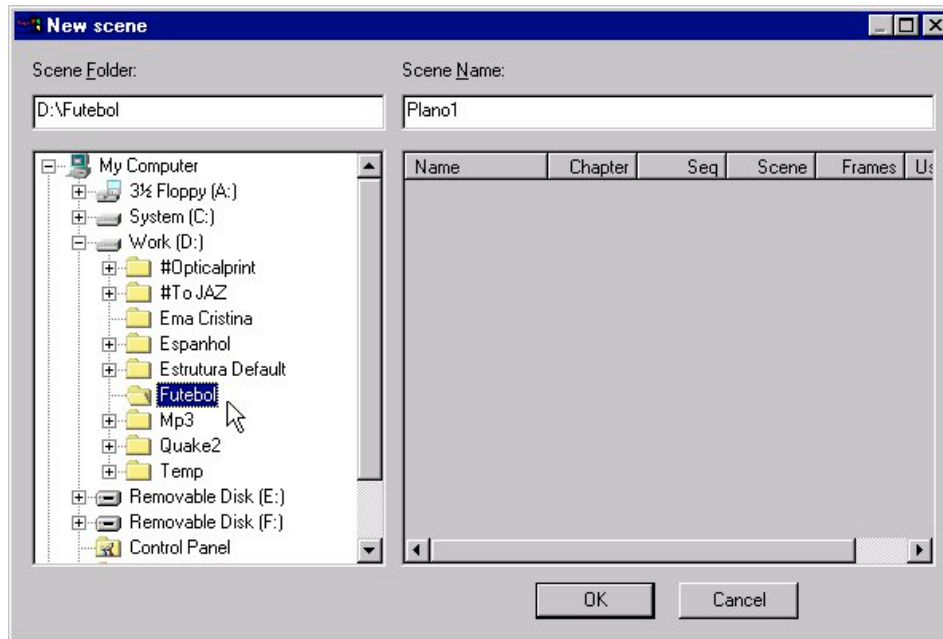 New scene
Scene Folder:
Scene Name:
D:\Futebol
Plano1
My Computer
3½ Floppy (A:)
System (C:)
Work (D:)
#Opticalprint
#To JAZ
Ema Cristina
Espanhol
Estrutura Default
Futebol
Mp3
Quake2
Temp
Removable Disk (E:)
Removable Disk (F:)
Control Panel
Name Chapter Seq Scene Frames Us
OK Cancel